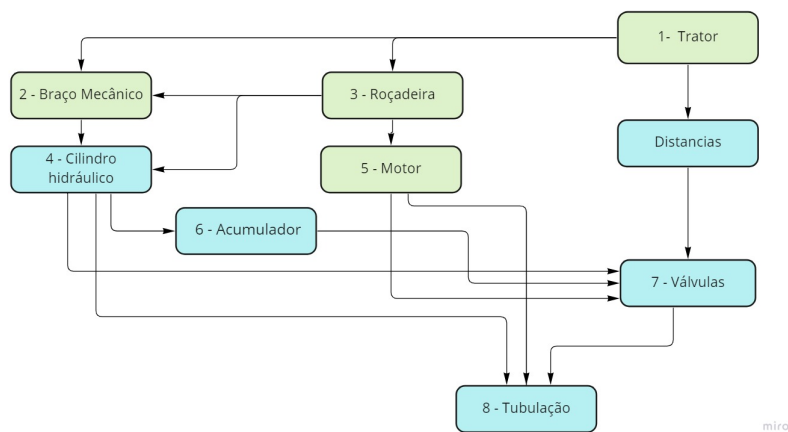 1- Trator
2 - Braço Mecânico
3 - Roçadeira
4 - Cilindro
hidráulico
Distancias
5 - Motor
6 - Acumulador
7 - Válvulas
8 - Tubulação
miro